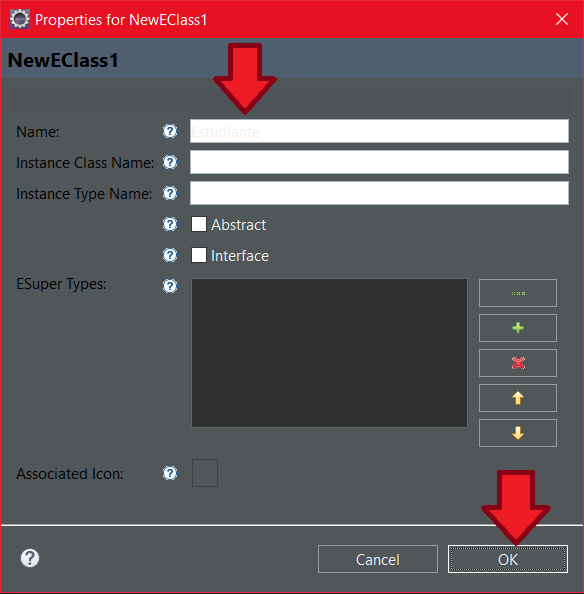 Properties for NewEClass1
NewEClass1
Name:
Estudiante
Instance Class Name:
Instance Type Name:
Abstract
Interface
ESuper Types:
Associated Icon:
Cancel
OK